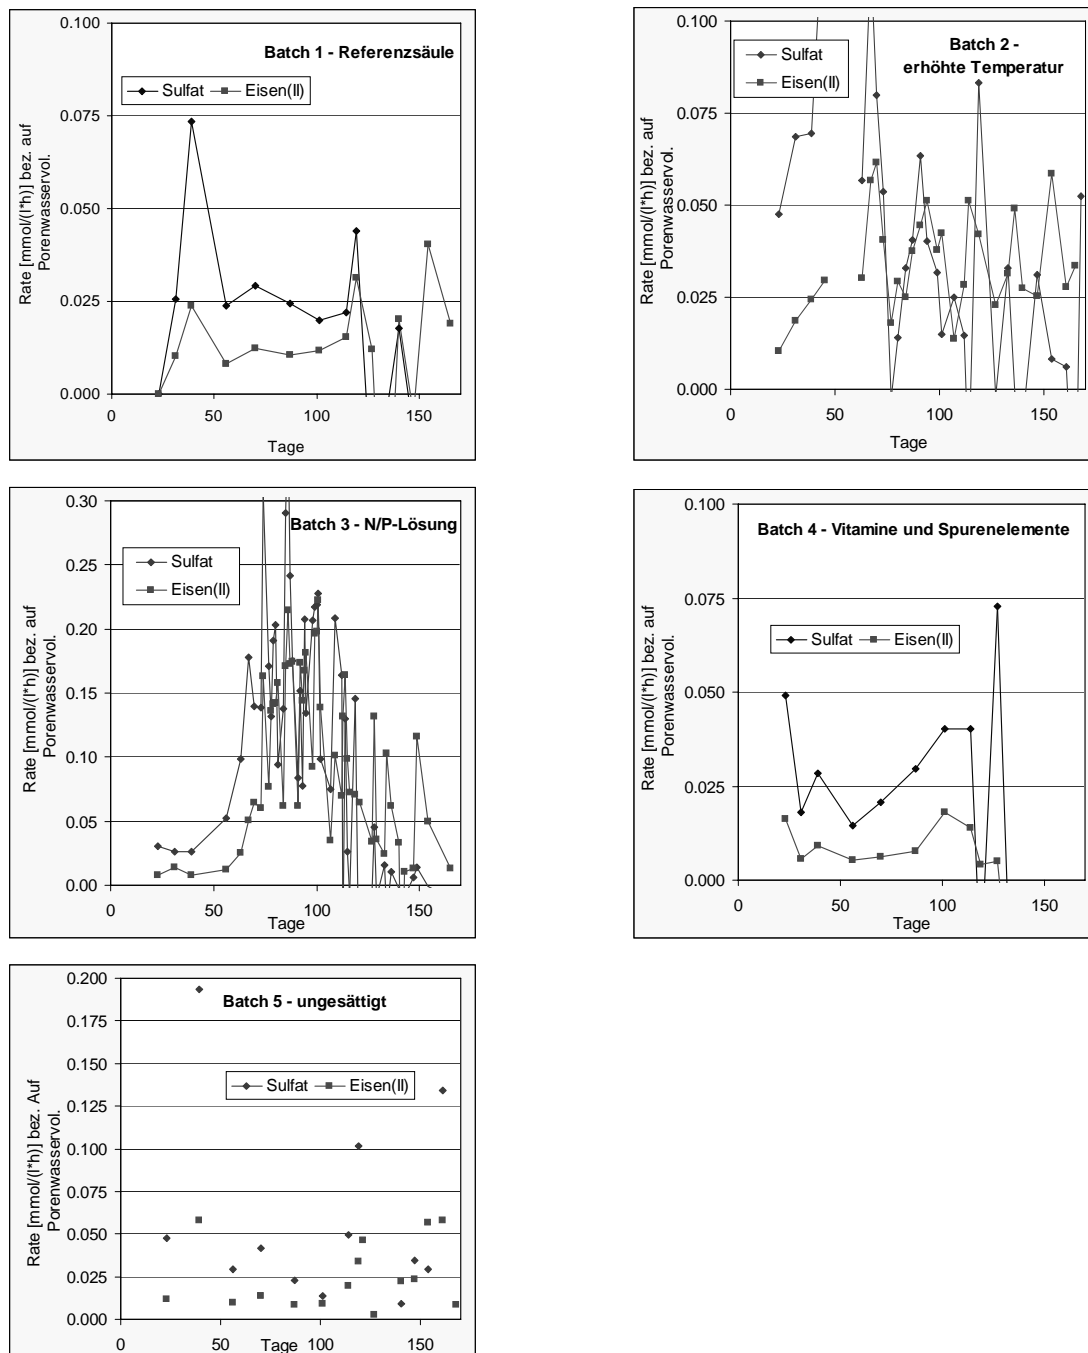 Batch 1 - Referenzsäule
Sulfat
Eisen(II)
Rate [mmol/(l*h)] bez. auf
Porenwasservol.
0.100
0.075
0.050
0.025
0.000
0
50
100
150
Tage
Batch 2 -
erhöhte Temperatur
Sulfat
Eisen(II)
Rate [mmol/(l*h)] bez. auf
Porenwasservol.
0.100
0.075
0.050
0.025
0.000
0
50
100
150
Tage
Batch 3 - N/P-Lösung
Sulfat
Eisen(II)
Rate [mmol/(l*h)] bez. auf
Porenwasservol.
0.30
0.25
0.20
0.15
0.10
0.05
0.00
0
50
100
150
Tage
Batch 4 - Vitamine und Spurenelemente
Sulfat
Eisen(II)
Rate [mmol/(l*h)] bez. auf
Porenwasservol.
0.100
0.075
0.050
0.025
0.000
0
50
100
150
Tage
Batch 5 - ungesättigt
Sulfat
Eisen(II)
Rate [mmol/(l*h)] bez. Auf
Porenwasservol.
0.200
0.175
0.150
0.125
0.100
0.075
0.050
0.025
0.000
0
50
100
150
Tage